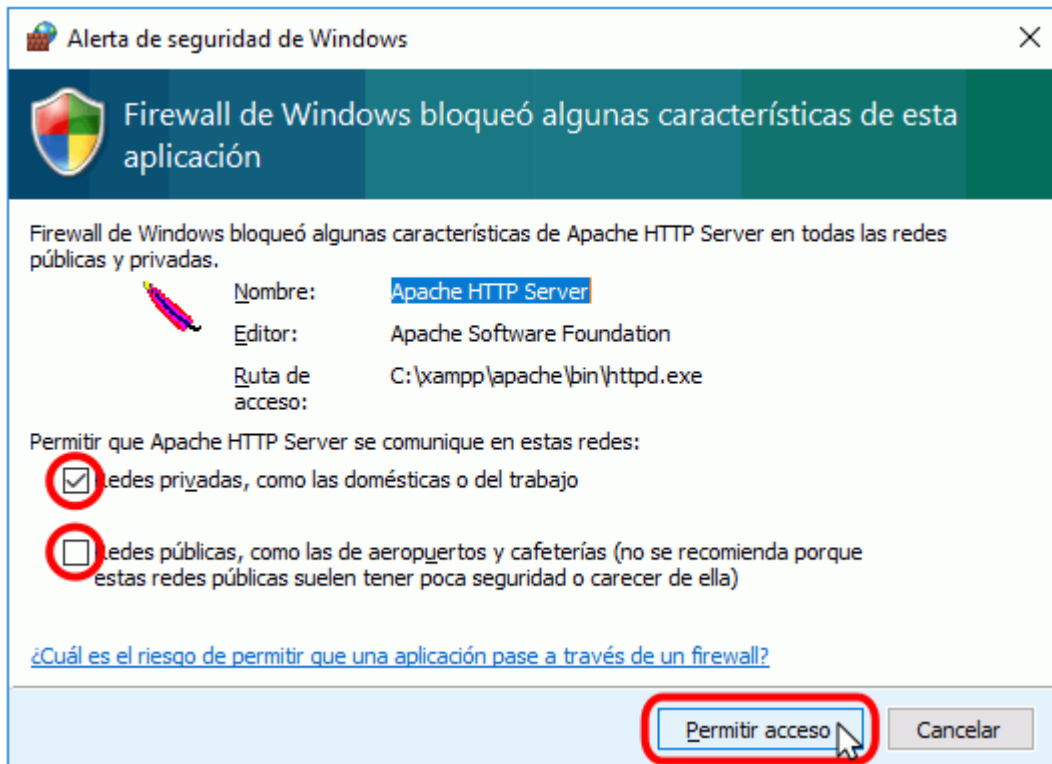 Alerta de seguridad de Windows
Firewall de Windows bloqueó algunas características de esta
aplicación
Firewall de Windows bloqueó algunas características de Apache HTTP Server en todas las redes
públicas y privadas.
Nombre: Apache HTTP Server
Editor: Apache Software Foundation
Ruta de C:\xampp\apache\bin\httpd.exe
acceso:
Permitir que Apache HTTP Server se comunique en estas redes:
Redes privadas, como las domésticas o del trabajo
Redes públicas, como las de aeropuertos y cafeterías (no se recomienda porque
estas redes públicas suelen tener poca seguridad o carecer de ella)
¿Cuál es el riesgo de permitir que una aplicación pase a través de un firewall?
Permitir acceso Cancelar